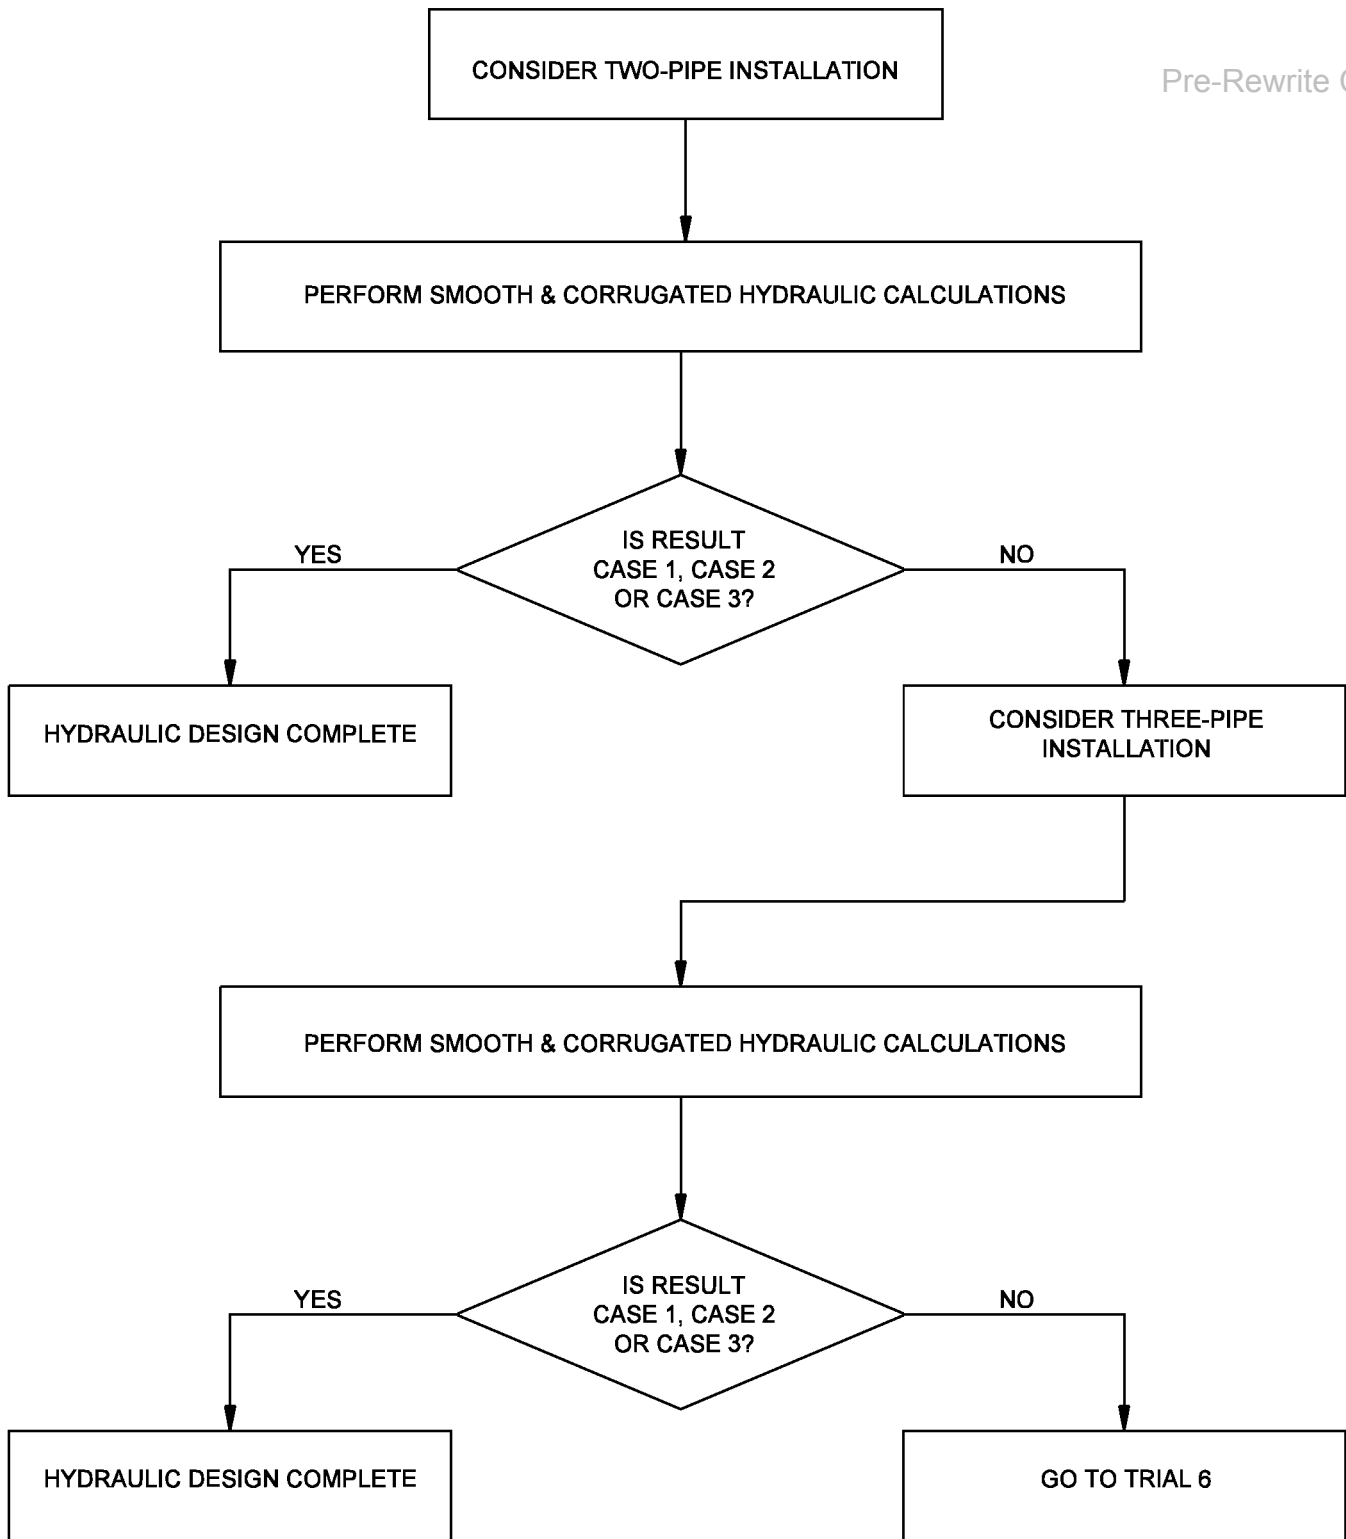 CONSIDER TWO-PIPE INSTALLATION
Pre-Rewrite
PERFORM SMOOTH & CORRUGATED HYDRAULIC CALCULATIONS
IS RESULT
CASE 1, CASE 2
OR CASE 3?
YES
NO
HYDRAULIC DESIGN COMPLETE
CONSIDER THREE-PIPE
INSTALLATION
PERFORM SMOOTH & CORRUGATED HYDRAULIC CALCULATIONS
IS RESULT
CASE 1, CASE 2
OR CASE 3?
YES
NO
HYDRAULIC DESIGN COMPLETE
GO TO TRIAL 6